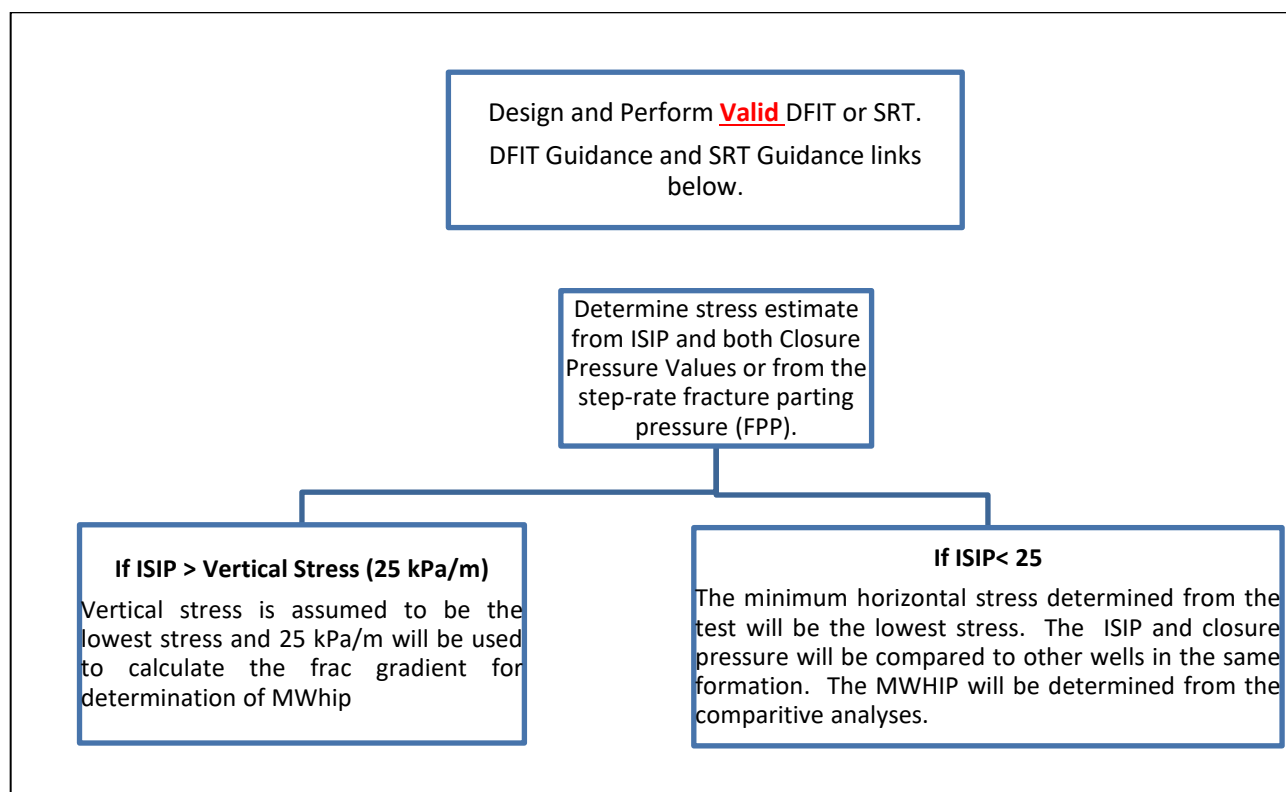 Design and Perform Valid DFIT or SRT.
DFIT Guidance and SRT Guidance links
below.
Determine stress estimate
from ISIP and both Closure
Pressure Values or from the
step-rate fracture parting
pressure (FPP).
If ISIP > Vertical Stress (25 kPa/m)
Vertical stress is assumed to be the
lowest stress and 25 kPa/m will be used
to calculate the frac gradient for
determination of MWhip
If ISIP< 25
The minimum horizontal stress determined from the
test will be the lowest stress. The ISIP and closure
pressure will be compared to other wells in the same
formation. The MWHIP will be determined from the
comparitive analyses.